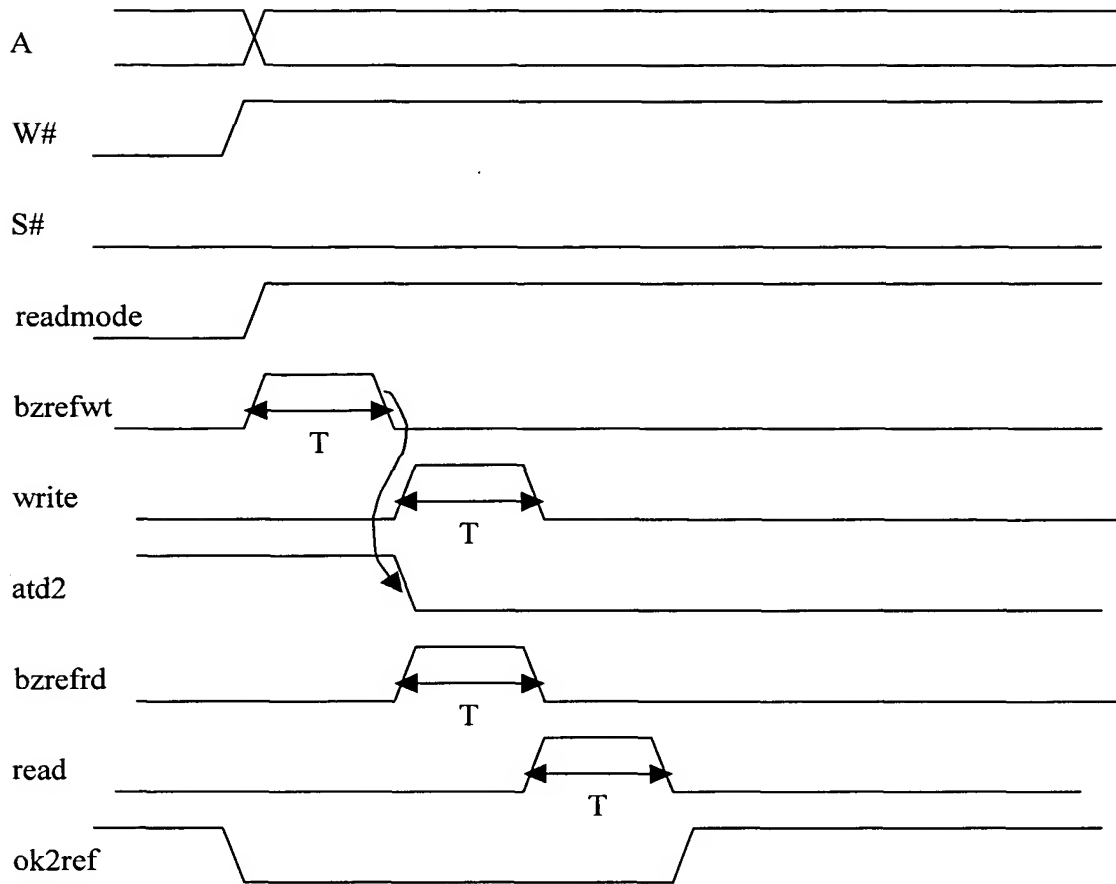 A
W#
S#
readmode
bzrefwt
T
write
T
atd2
bzrefrd
T
read
T
ok2ref